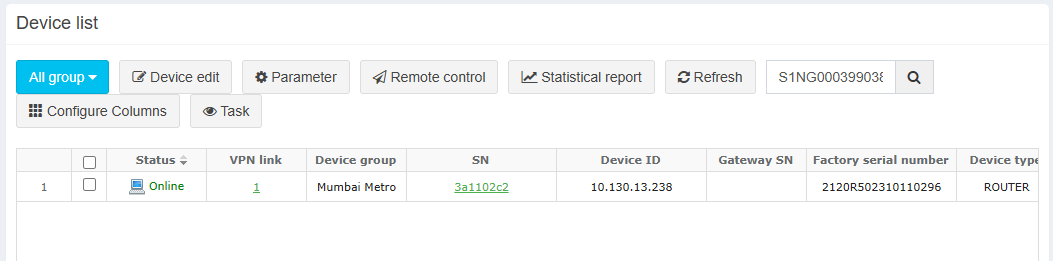 Device list
All group Device edit Parameter Remote control Statistical report Refresh S1NG000399038
Configure Columns Task
Status VPN link Device group SN Device ID Gateway SN Factory serial number Device type
1 Online 1 Mumbai Metro 3a1102c2 10.130.13.238 2120R502310110296 ROUTER